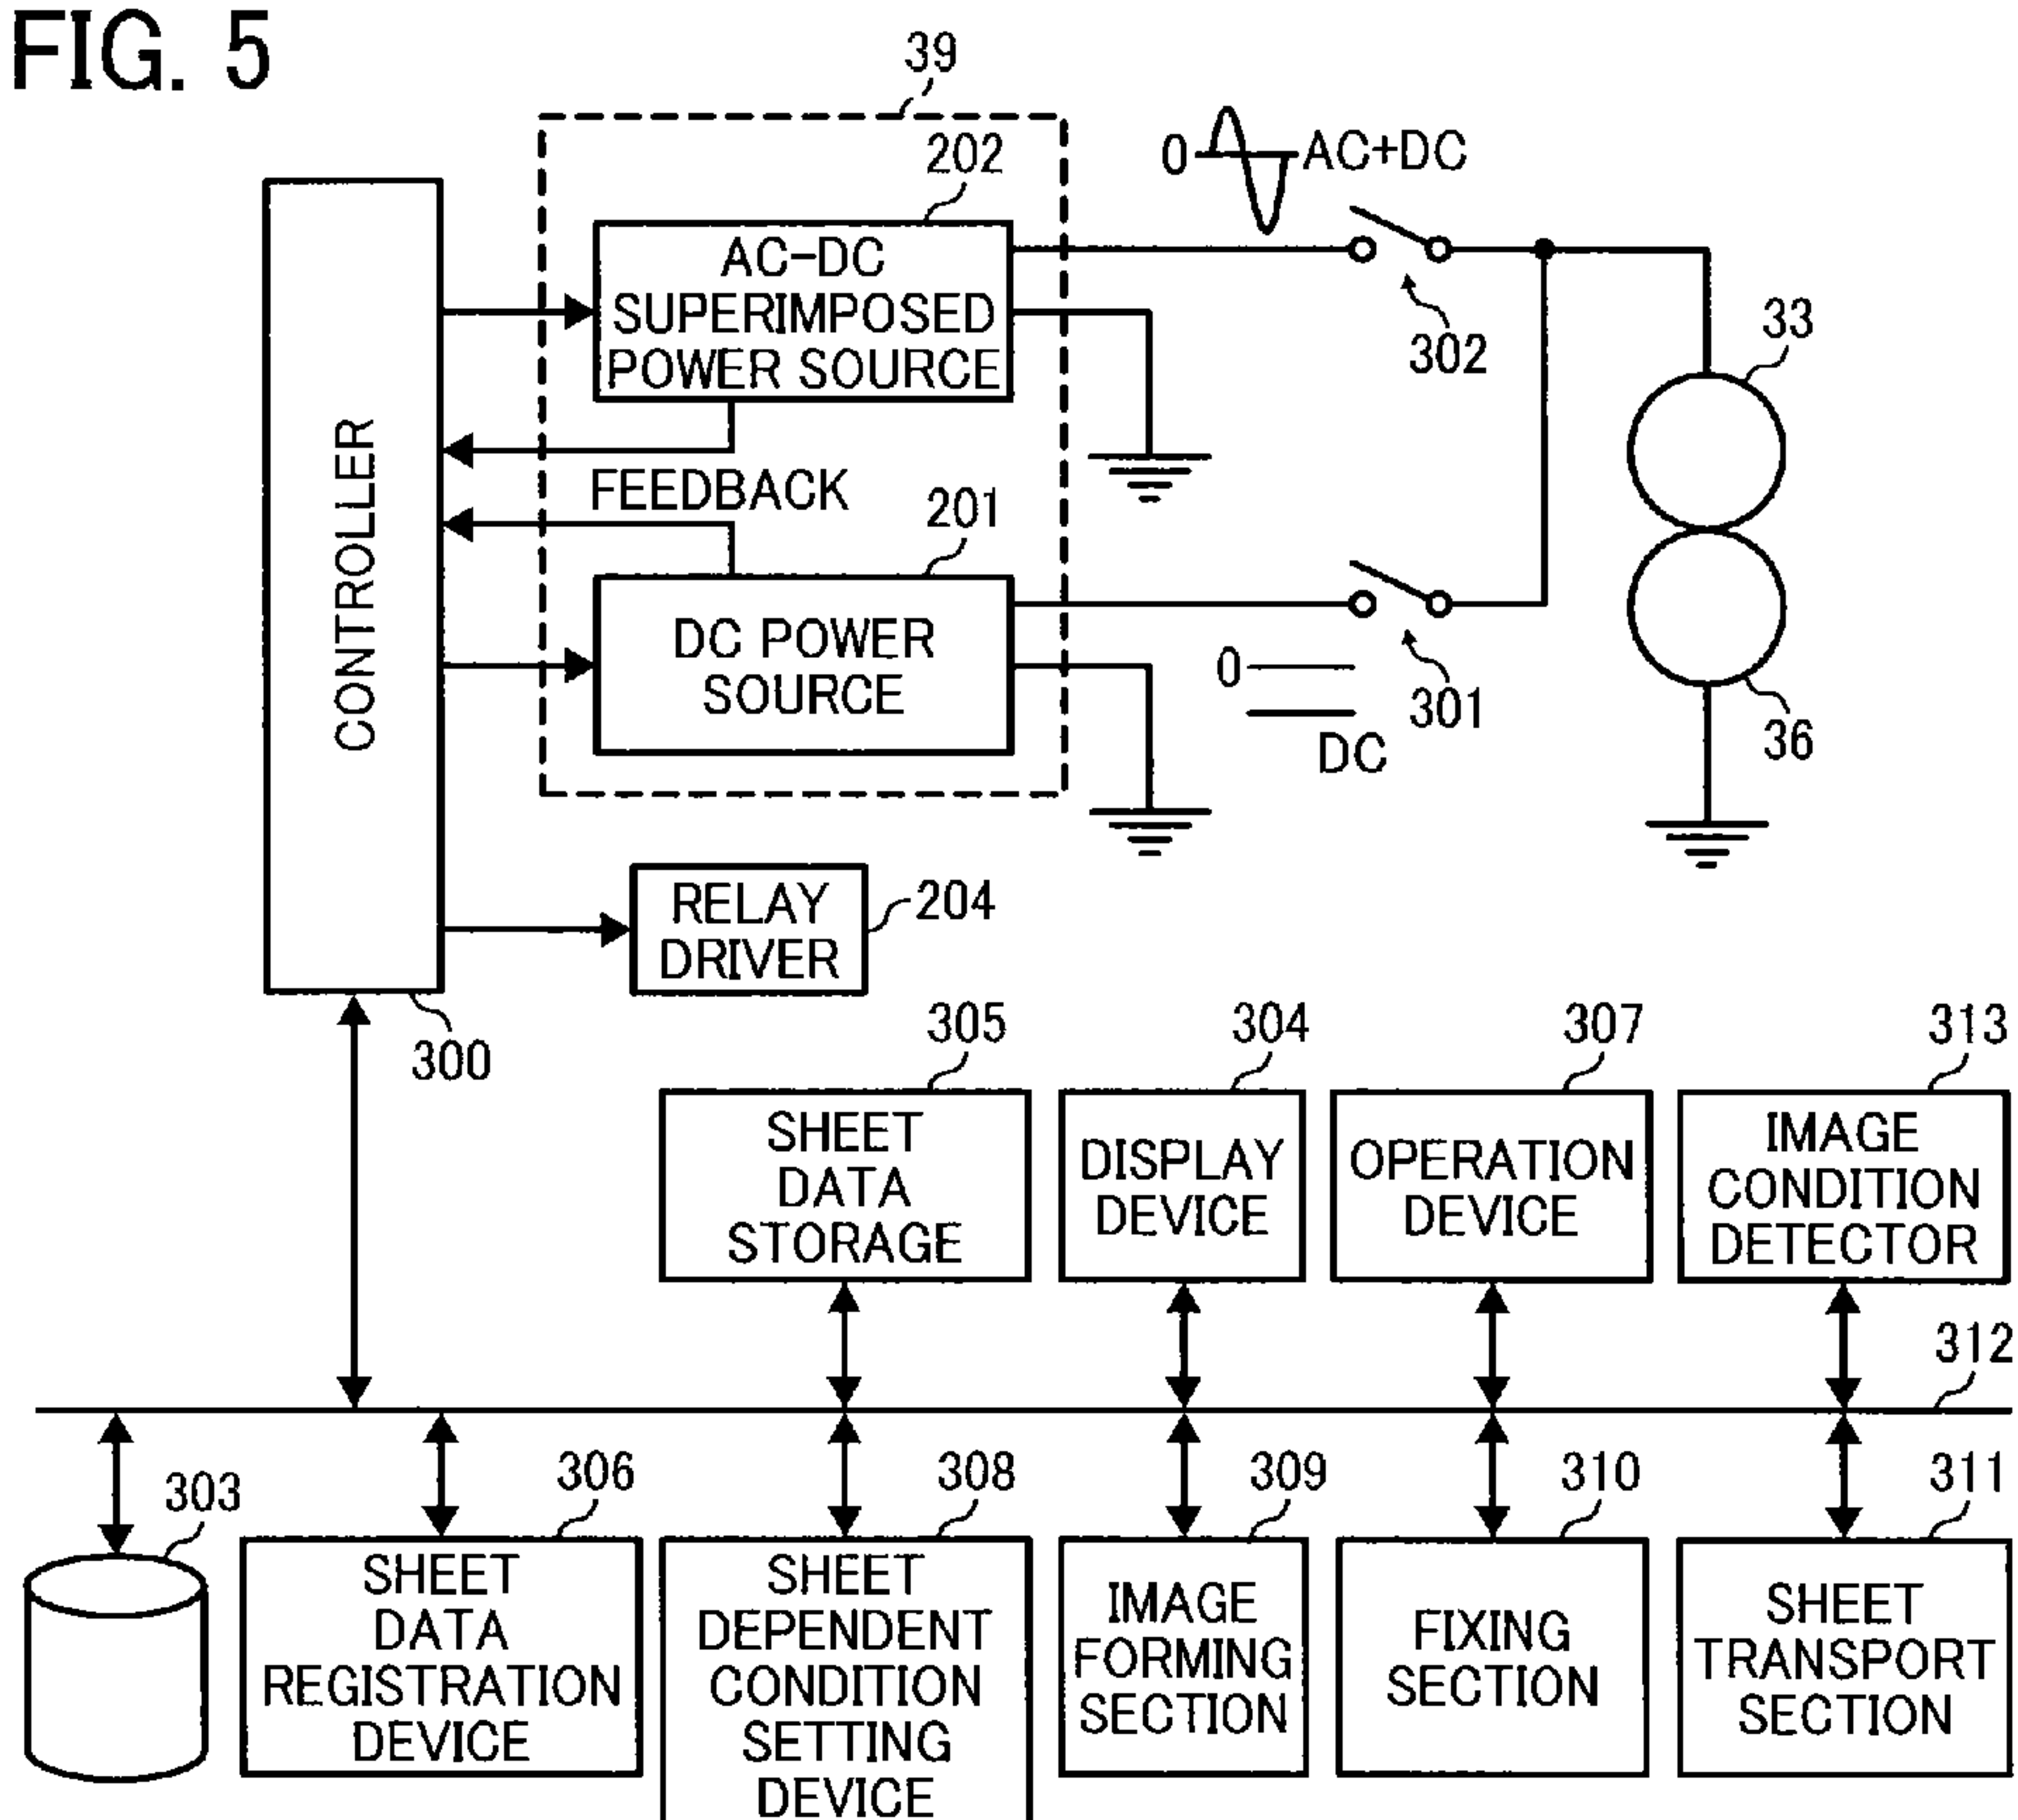 FIG. 5
39
202
0
AC+DC
AC-DC
SUPERIMPOSED
POWER SOURCE
302
33
CONTROLLER
FEEDBACK
201
DC POWER
SOURCE
0
DC
301
36
RELAY
DRIVER
204
300
305
304
307
313
SHEET
DATA
STORAGE
DISPLAY
DEVICE
OPERATION
DEVICE
IMAGE
CONDITION
DETECTOR
312
303
306
308
309
310
311
SHEET
DATA
REGISTRATION
DEVICE
SHEET
DEPENDENT
CONDITION
SETTING
DEVICE
IMAGE
FORMING
SECTION
FIXING
SECTION
SHEET
TRANSPORT
SECTION